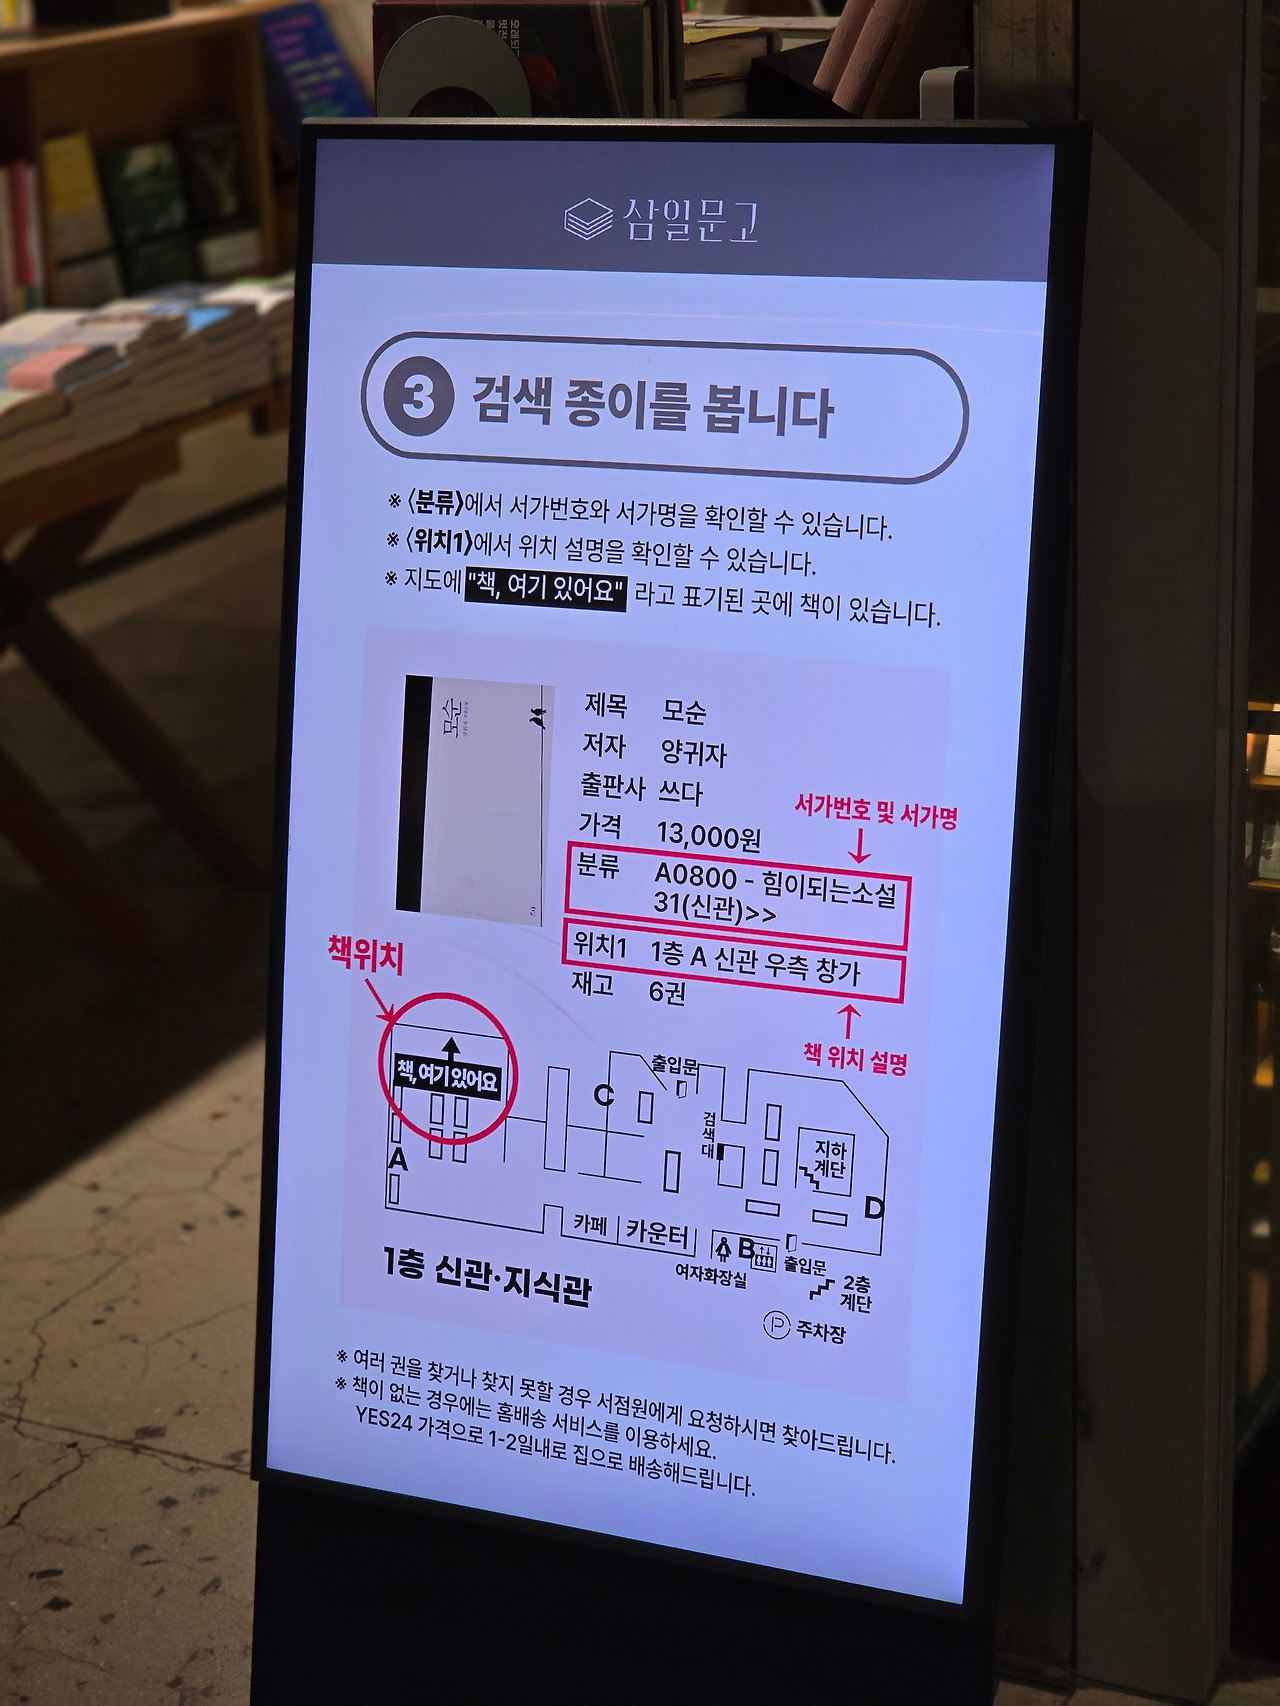 삼일문고
3 검색 종이를 봅니다
※ 〈분류〉에서 서가번호와 서가명을 확인할 수 있습니다.
※ 〈위치1〉에서 위치 설명을 확인할 수 있습니다.
※ 지도에 "책, 여기 있어요" 라고 표기된 곳에 책이 있습니다.
모순
제목 모순
저자 양귀자
출판사 쓰다
가격 13,000원
서가번호 및 서가명
분류 A0800 - 힘이되는소설
31(신관)>>
위치1 1층 A 신관 우측 창가
재고 6권
책 위치 설명
책위치
책, 여기 있어요
A
C
출입문
검색대
지하
계단
D
카페
카운터
B
여자화장실
출입문
2층
계단
P 주차장
1층 신관·지식관
※ 여러 권을 찾거나 찾지 못할 경우 서점원에게 요청하시면 찾아드립니다.
※ 책이 없는 경우에는 홈배송 서비스를 이용하세요.
YES24 가격으로 1-2일내로 집으로 배송해드립니다.